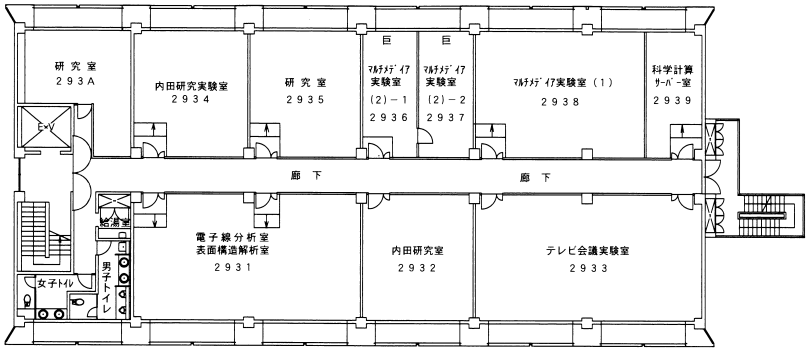 研究室
293A
内田研究実験室
2934
研究室
2935
巨
ﾏﾙﾁﾒﾃﾞｨｱ
実験室
(2)-1
2936
巨
ﾏﾙﾁﾒﾃﾞｨｱ
実験室
(2)-2
2937
ﾏﾙﾁﾒﾃﾞｨｱ実験室(1)
2938
科学計算
ｻｰﾊﾞｰ室
2939
E×V
廊下
廊下
給湯室
電子線分析室
表面構造解析室
2931
内田研究室
2932
テレビ会議実験室
2933
女子ﾄｲﾚ
男子トイレ